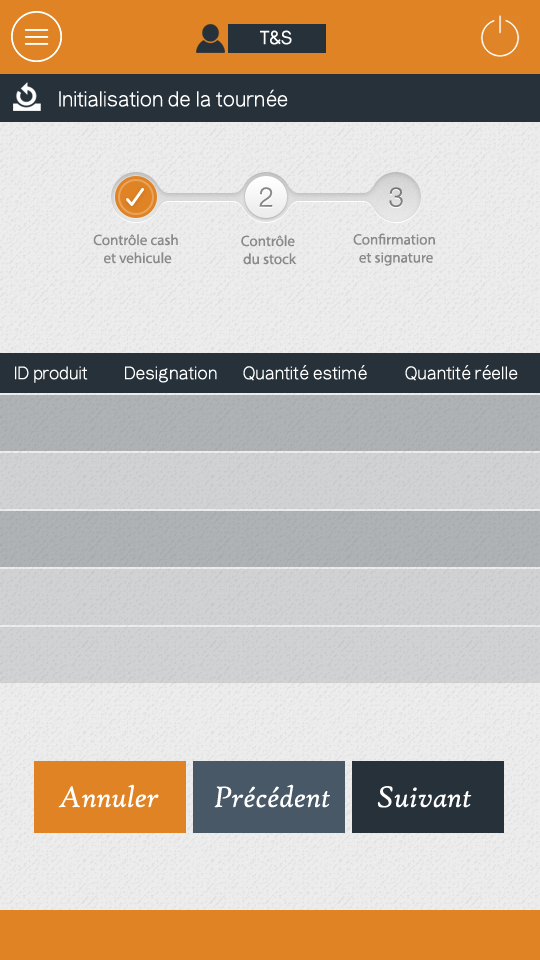 T&S
Initialisation de la tournée
2
3
Contrôle cash
et vehicule
Contrôle
du stock
Confirmation
et signature
ID produit Designation Quantité estimé Quantité réelle
Annuler Précédent Suivant